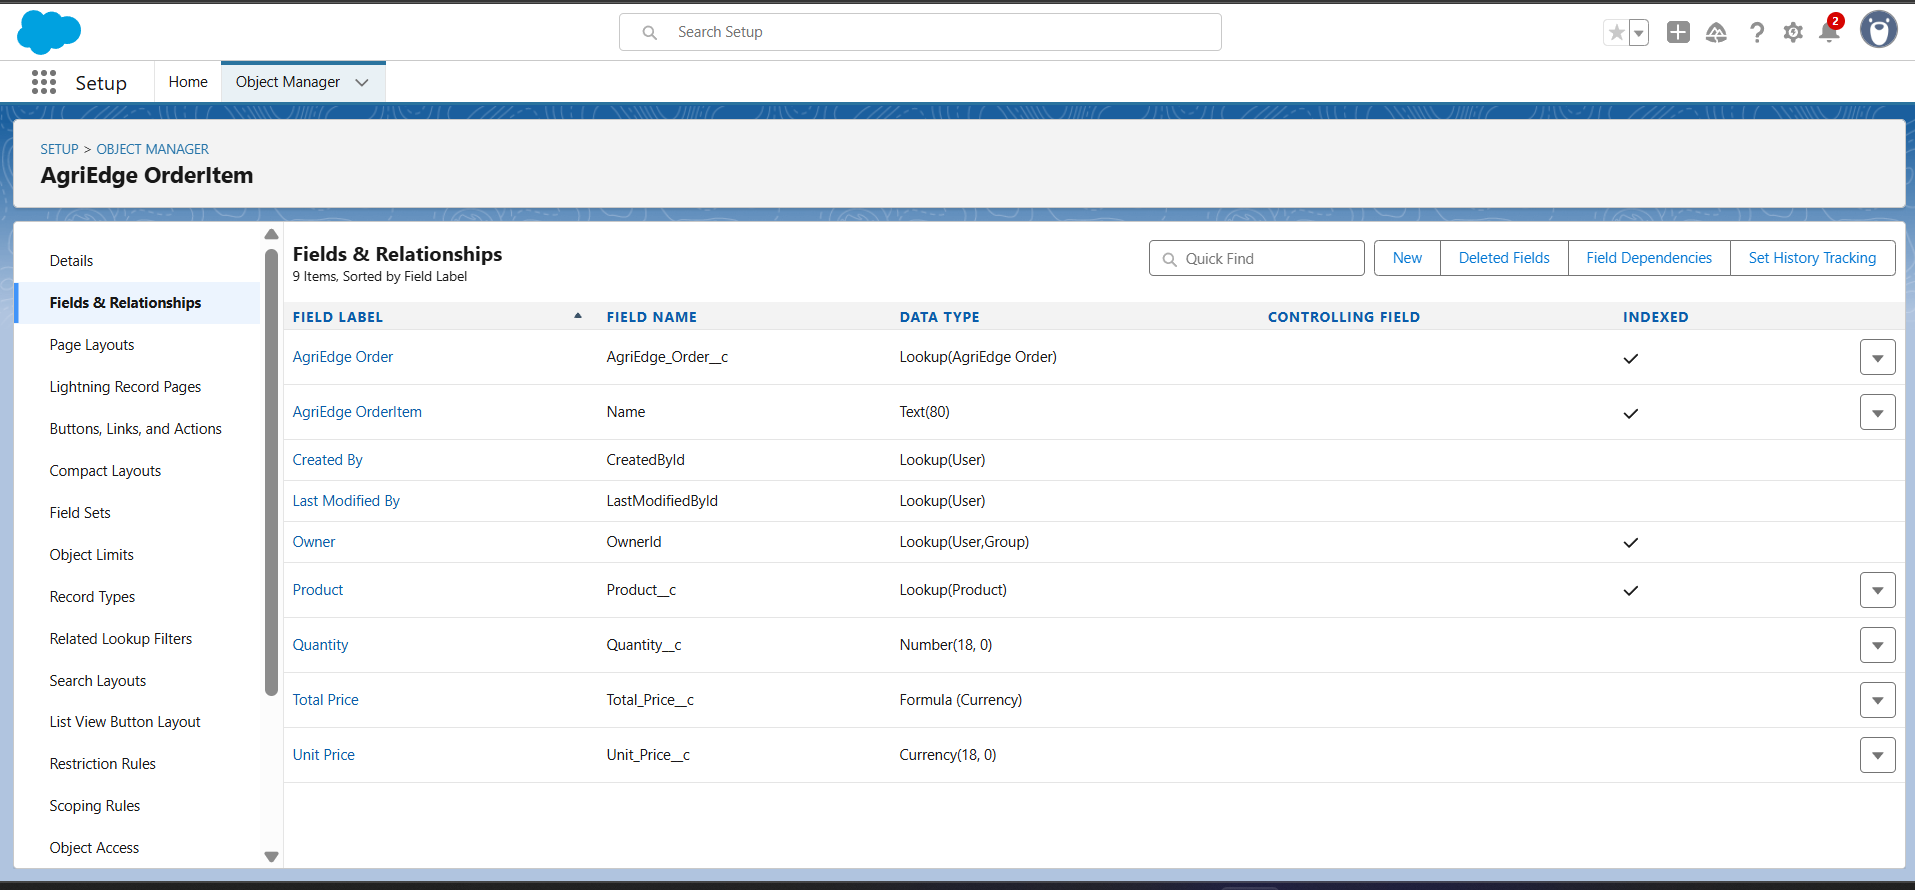 Search Setup
2
Setup
Home
Object Manager
SETUP > OBJECT MANAGER
AgriEdge OrderItem
Details
Fields & Relationships
Page Layouts
Lightning Record Pages
Buttons, Links, and Actions
Compact Layouts
Field Sets
Object Limits
Record Types
Related Lookup Filters
Search Layouts
List View Button Layout
Restriction Rules
Scoping Rules
Object Access
Fields & Relationships
9 Items, Sorted by Field Label
Quick Find
New
Deleted Fields
Field Dependencies
Set History Tracking
FIELD LABEL FIELD NAME DATA TYPE CONTROLLING FIELD INDEXED
AgriEdge Order AgriEdge_Order__c Lookup(AgriEdge Order)
AgriEdge OrderItem Name Text(80)
Created By CreatedById Lookup(User)
Last Modified By LastModifiedById Lookup(User)
Owner OwnerId Lookup(User,Group)
Product Product__c Lookup(Product)
Quantity Quantity__c Number(18, 0)
Total Price Total_Price__c Formula (Currency)
Unit Price Unit_Price__c Currency(18, 0)